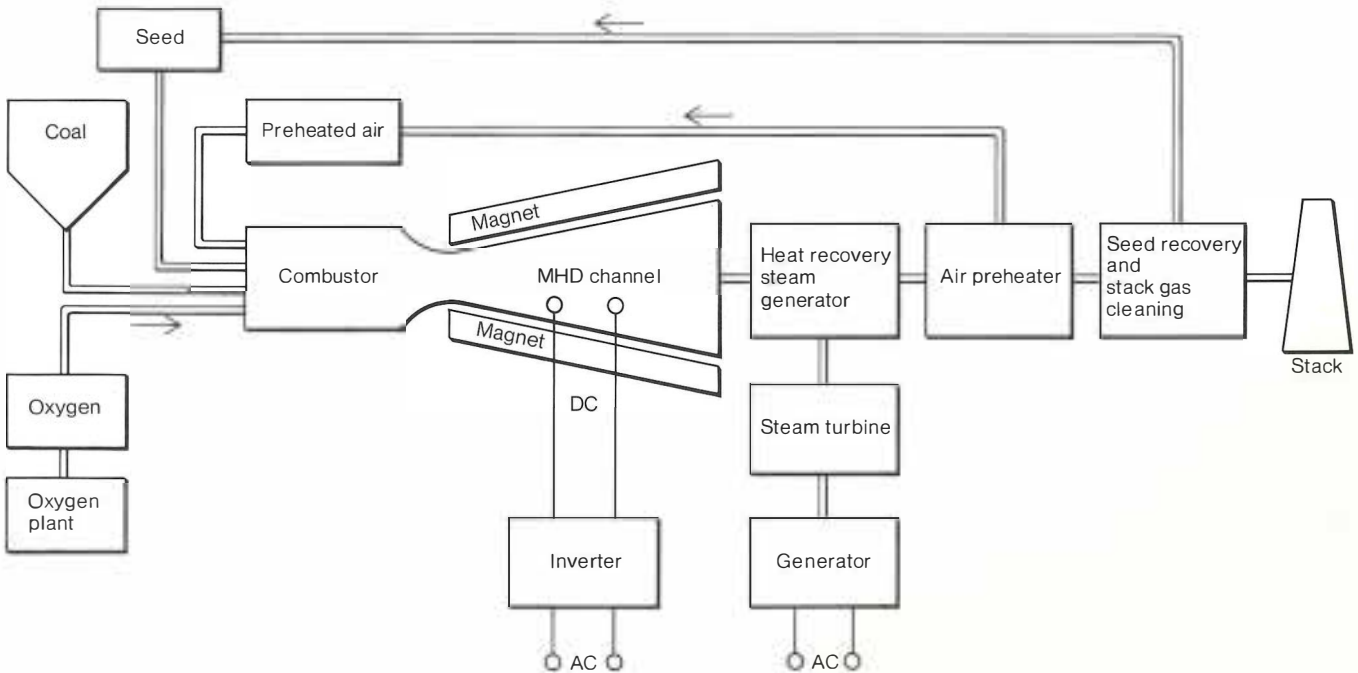 Seed
Coal
Preheated air
Magnet
Combustor
MHD channel
Heat recovery
steam
generator
Air preheater
Seed recovery
and
stack gas
cleaning
Magnet
Stack
Oxygen
DC
Steam turbine
Oxygen
plant
Inverter
Generator
AC
AC